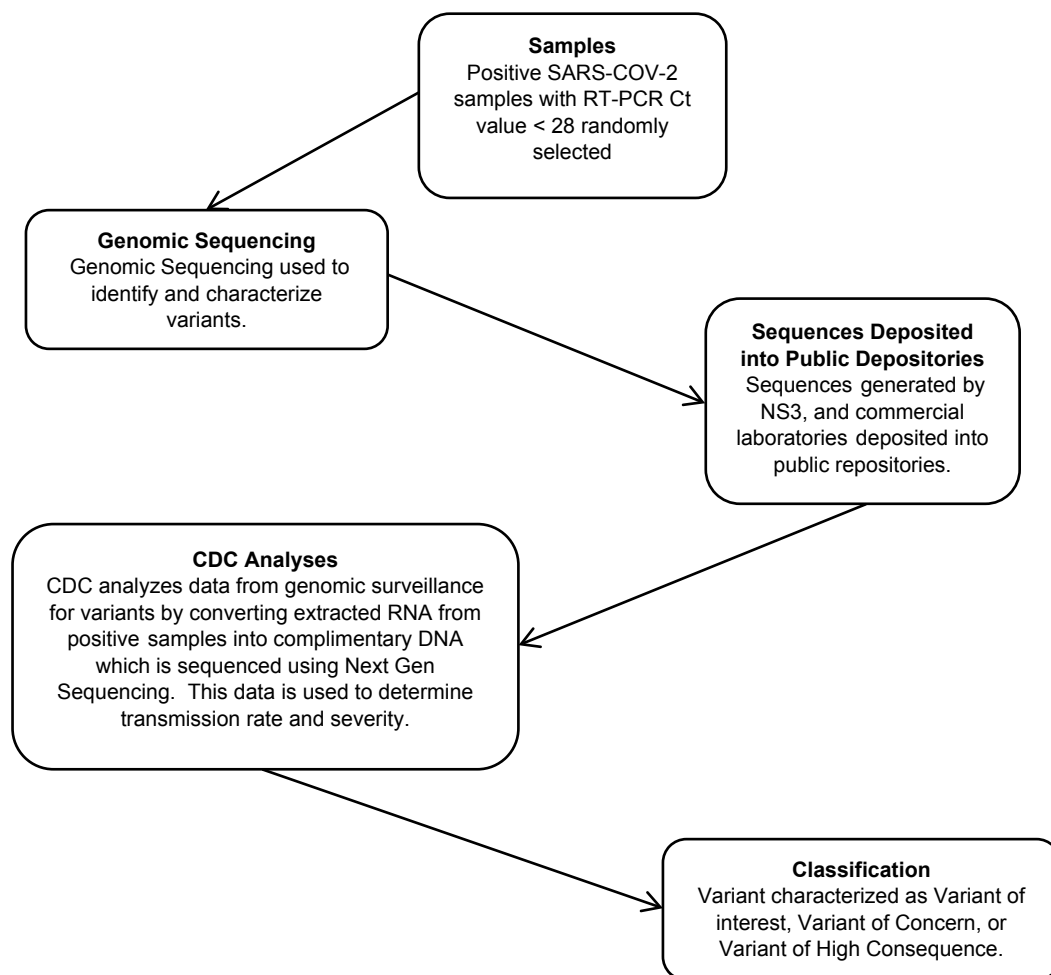 Samples
Positive SARS-COV-2
samples with RT-PCR Ct
value < 28 randomly
selected
Genomic Sequencing
Genomic Sequencing used to
identify and characterize
variants.
Sequences Deposited
into Public Depositories
Sequences generated by
NS3, and commercial
laboratories deposited into
public repositories.
CDC Analyses
CDC analyzes data from genomic surveillance
for variants by converting extracted RNA from
positive samples into complimentary DNA
which is sequenced using Next Gen
Sequencing. This data is used to determine
transmission rate and severity.
Classification
Variant characterized as Variant of
interest, Variant of Concern, or
Variant of High Consequence.